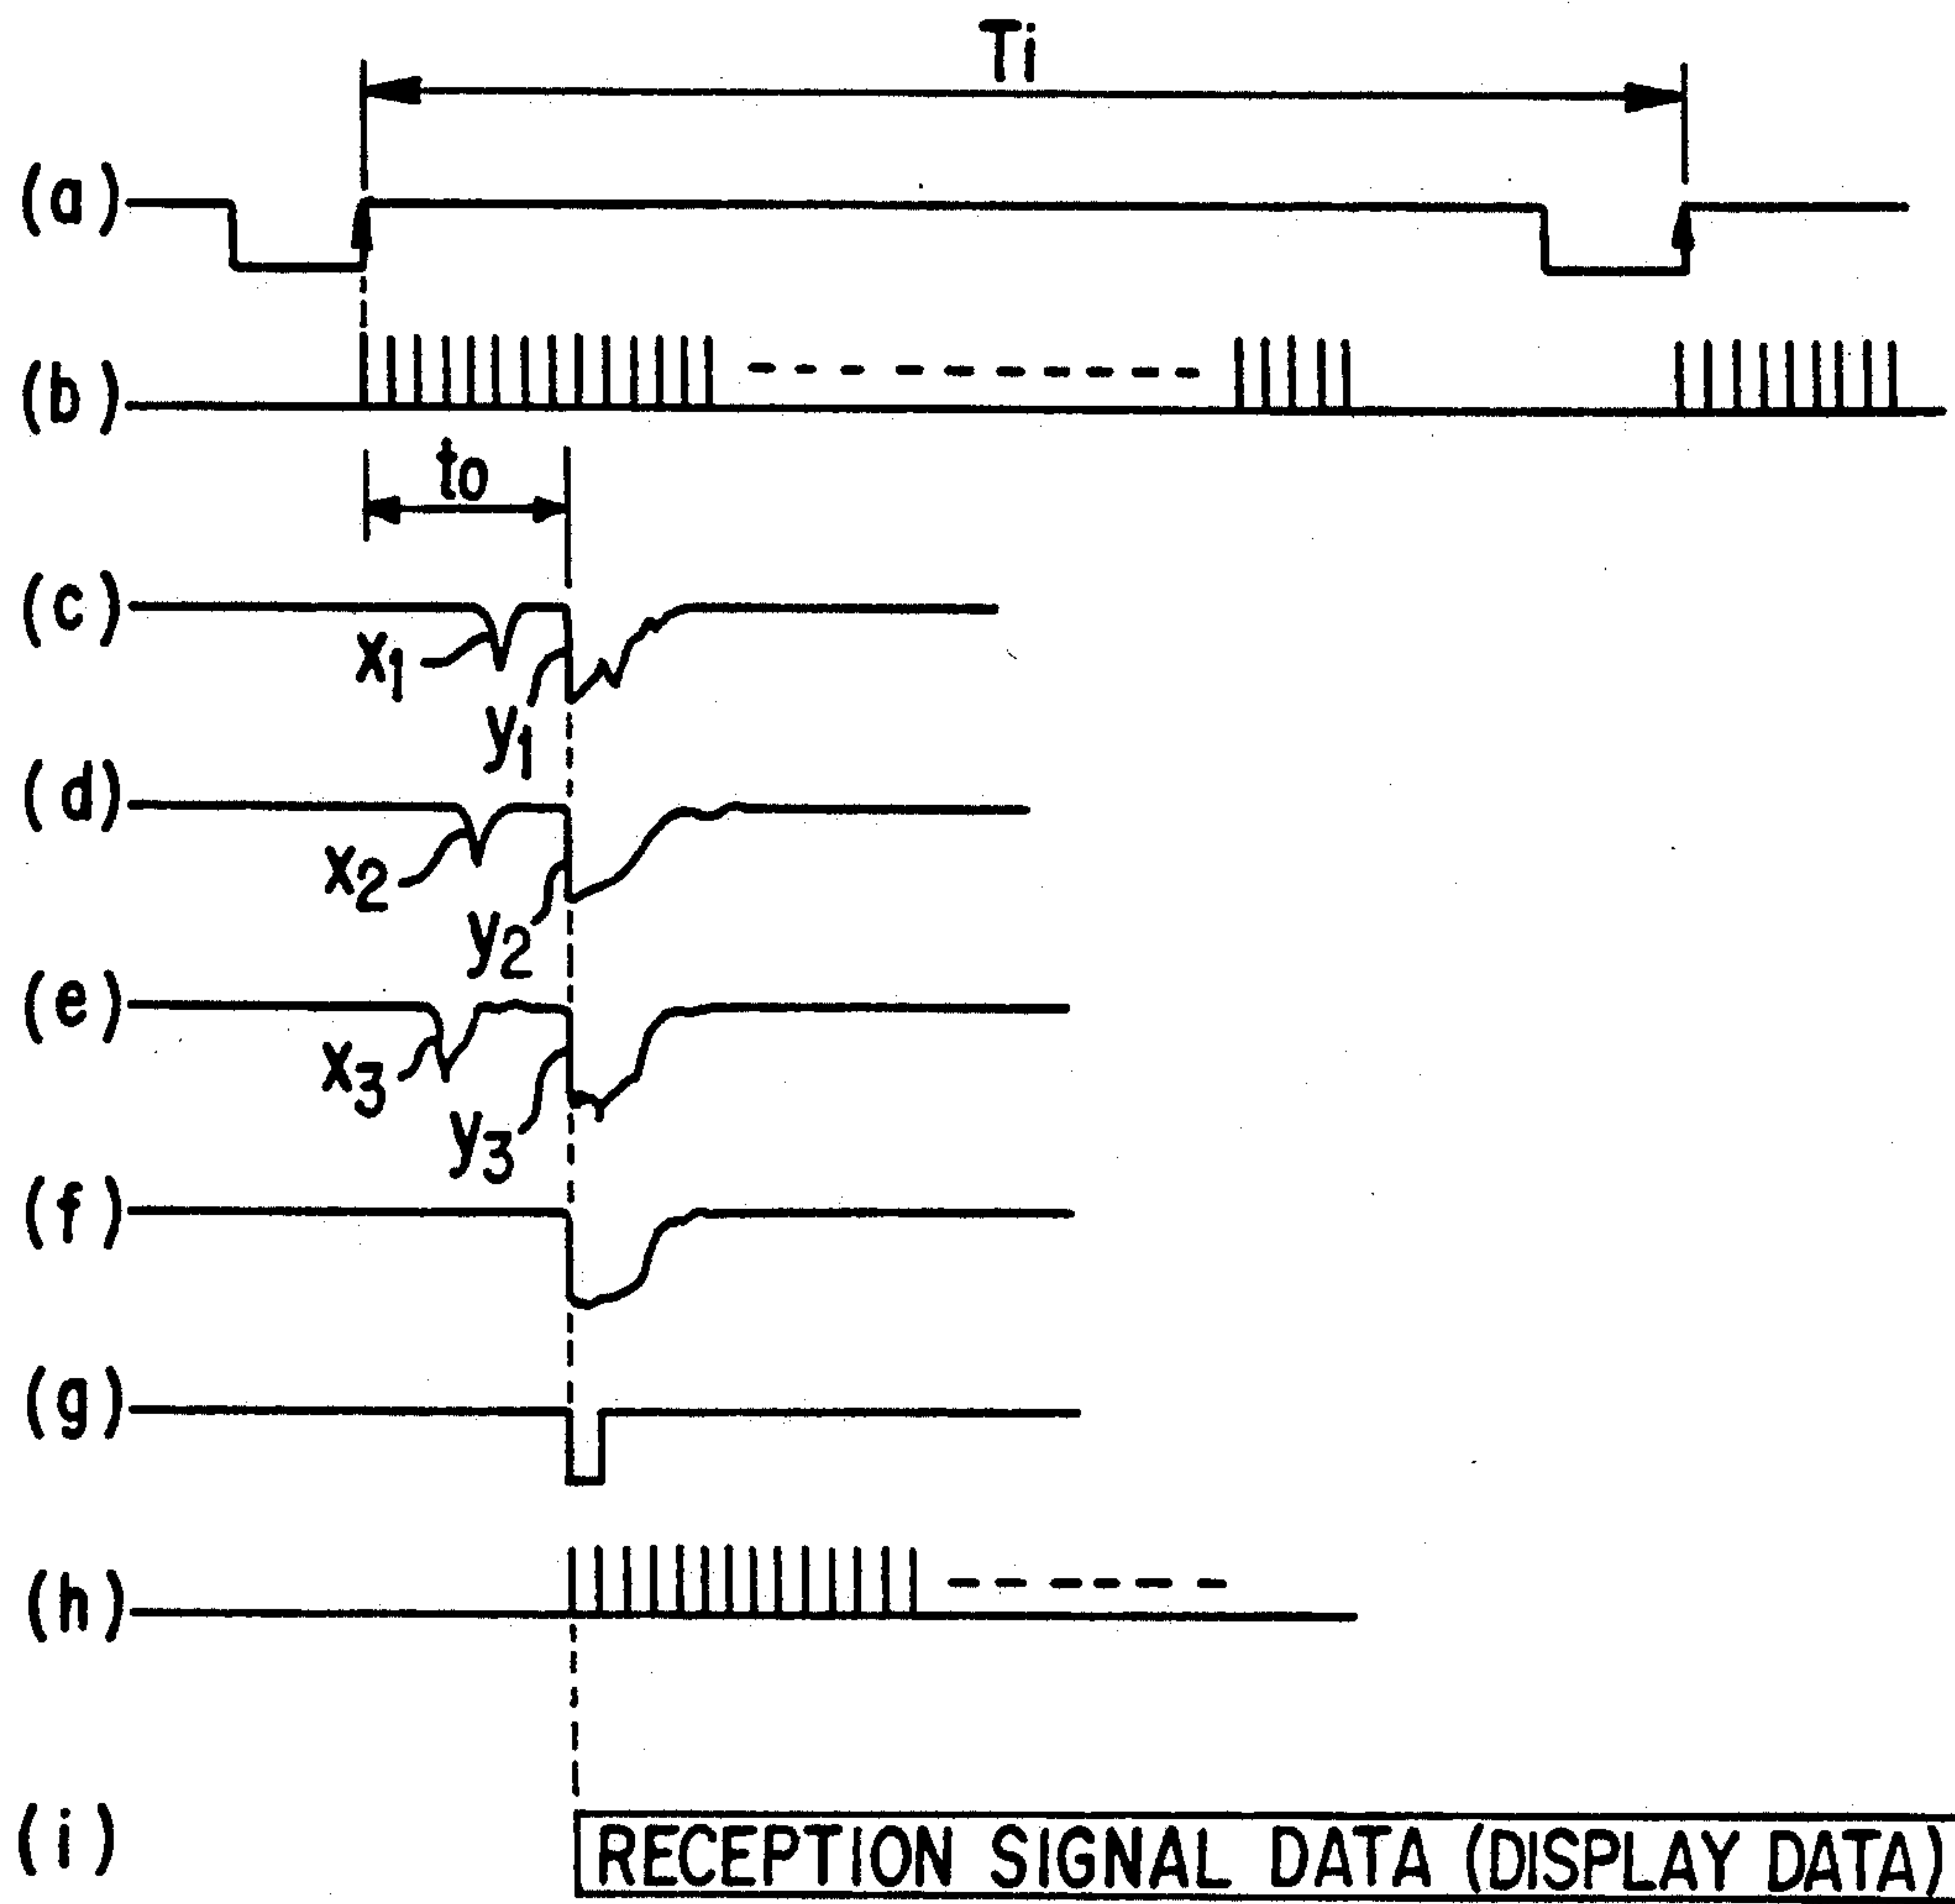 Ti
(a)
(b)
to
(c)
x1
y1
(d)
x2
y2
(e)
x3
y3
(f)
(g)
(h)
(i) RECEPTION SIGNAL DATA (DISPLAY DATA)